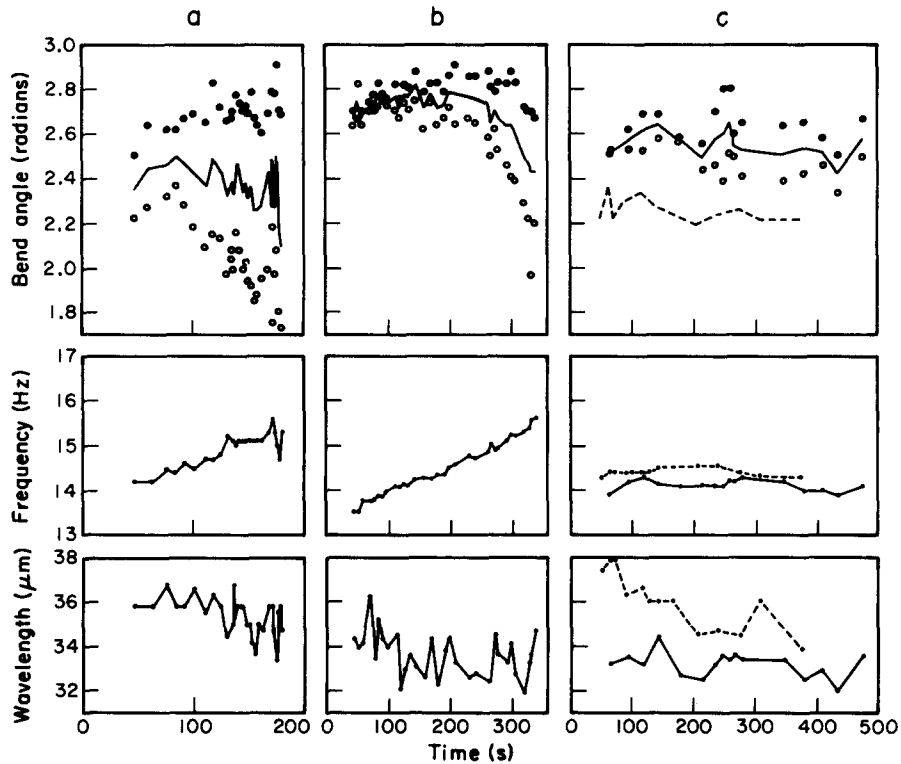 a b c
Bend angle (radians)
3.0
2.8
2.6
2.4
2.2
2.0
1.8
Frequency (Hz)
17
16
15
14
13
Wavelength (μm)
38
36
34
32
0 100 200 0 100 200 300 0 100 200 300 400 500
Time (s)